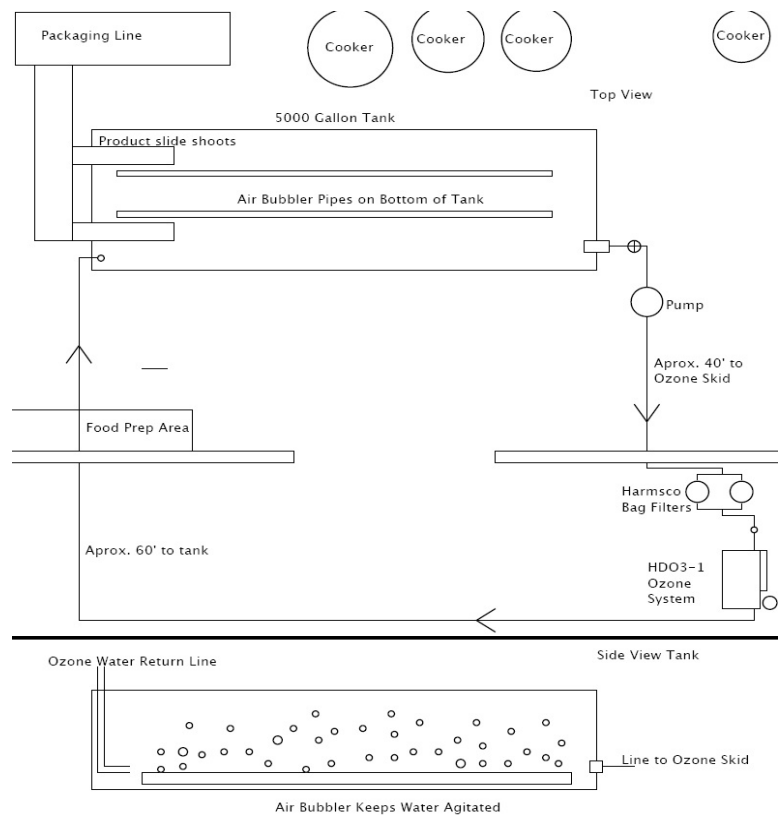 Packaging Line
Cooker
Cooker
Cooker
Cooker
Top View
5000 Gallon Tank
Product slide shoots
Air Bubbler Pipes on Bottom of Tank
Pump
Aprox. 40' to
Ozone Skid
Food Prep Area
Harmsco
Bag Filters
Aprox. 60' to tank
HDO3-1
Ozone
System
Ozone Water Return Line
Side View Tank
Line to Ozone Skid
Air Bubbler Keeps Water Agitated